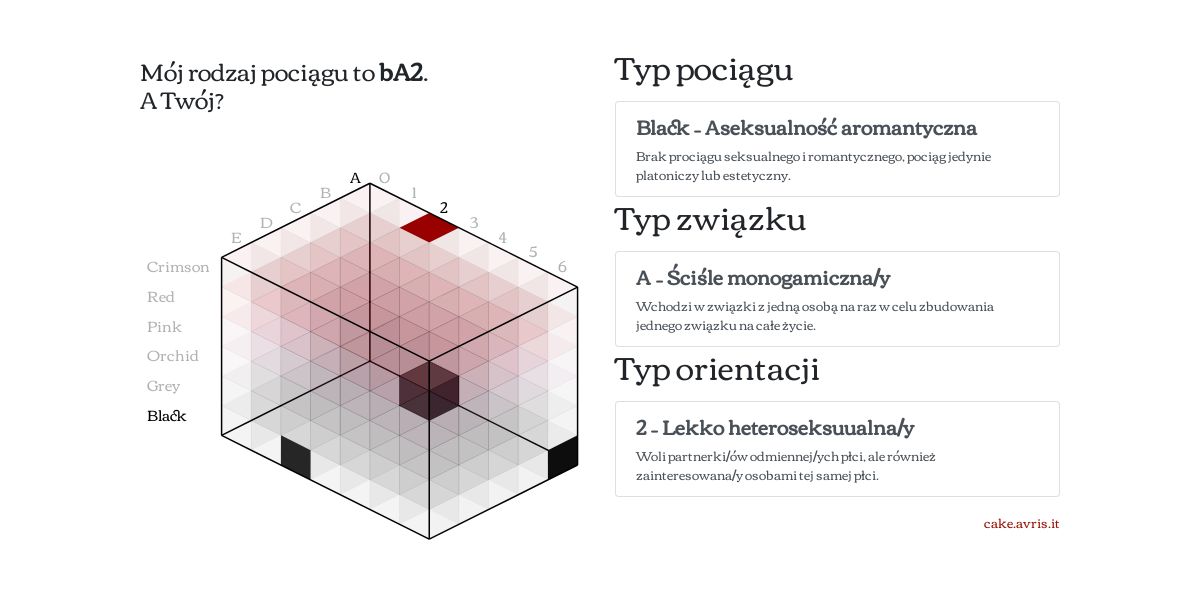 Mój rodzaj pociągu to bA2.
A Twój?
A
O
B
1
C
2
D
3
E
4
5
6
Crimson
Red
Pink
Orchid
Grey
Black
Typ pociągu
Black - Aseksualność aromantyczna
Brak prociągu seksualnego i romantycznego, pociąg jedynie
platoniczy lub estetyczny.
Typ związku
A - Ściśle monogamiczna/y
Wchodzi w związki z jedną osobą na raz w celu zbudowania
jednego związku na całe życie.
Typ orientacji
2 - Lekko heteroseksuualna/y
Woli partnerki/ów odmiennej/ych płci, ale również
zainteresowana/y osobami tej samej płci.
cake.avris.it